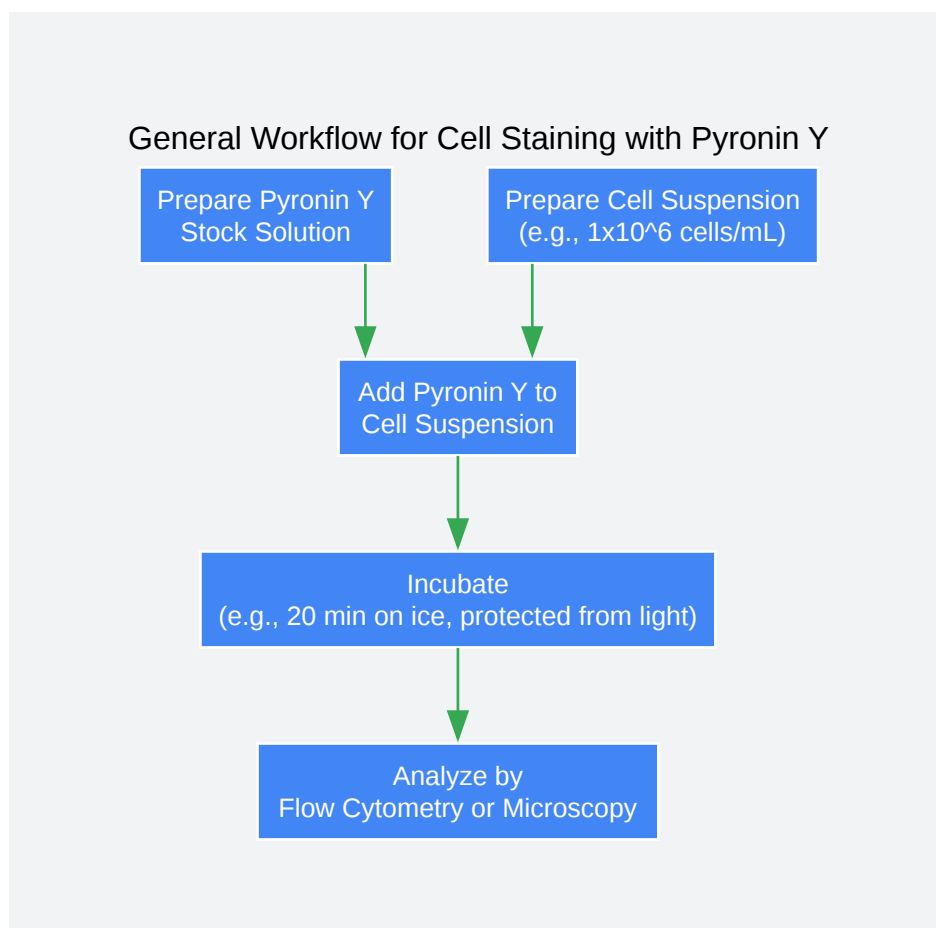 General Workflow for Cell Staining with Pyronin Y
Prepare Pyronin Y
Stock Solution
Prepare Cell Suspension
(e.g., 1x10^6 cells/mL)
Add Pyronin Y to
Cell Suspension
Incubate
(e.g., 20 min on ice, protected from light)
Analyze by
Flow Cytometry or Microscopy